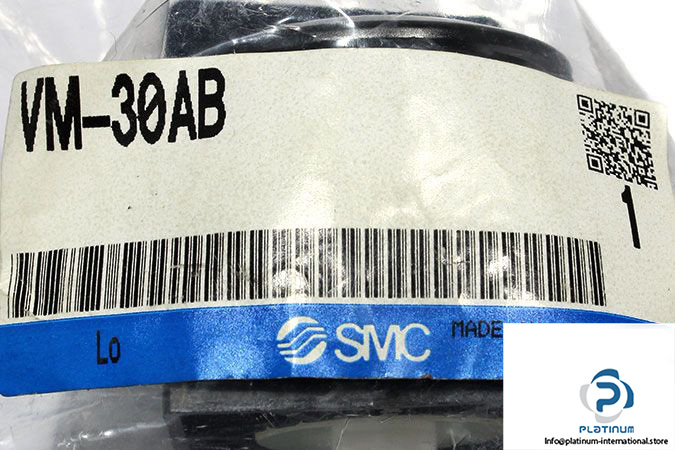 VM-30AB
1
Lo
SMC
MADE
PLATINUM
Info@platinum-international.store